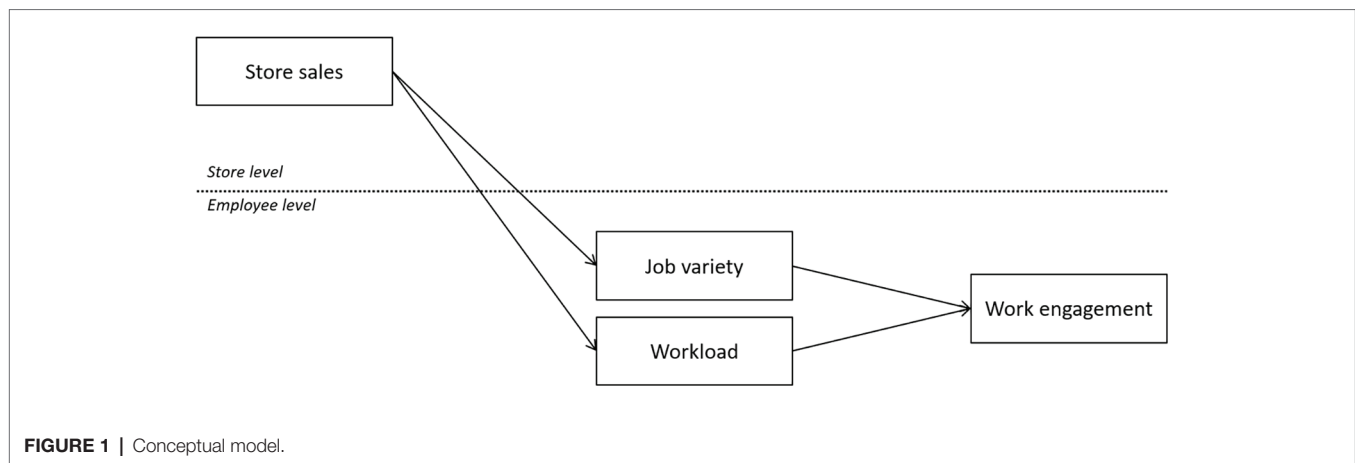 Store sales
Store level
Employee level
Job variety
Work engagement
Workload
FIGURE 1 | Conceptual model.